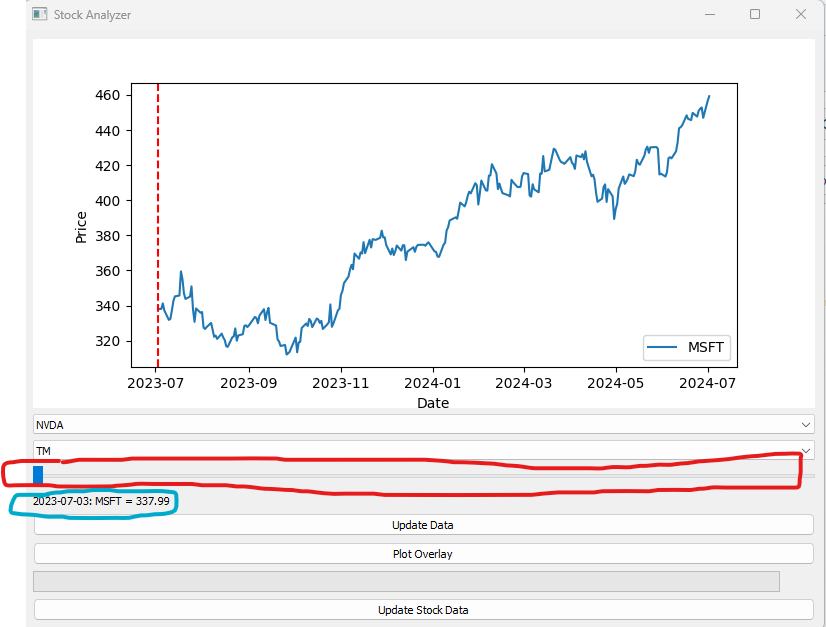 Stock Analyzer
460
440
420
400
380
360
340
320
Price
MSFT
2023-07 2023-09 2023-11 2024-01 2024-03 2024-05 2024-07
Date
NVDA
TM
2023-07-03: MSFT = 337.99
Update Data
Plot Overlay
Update Stock Data